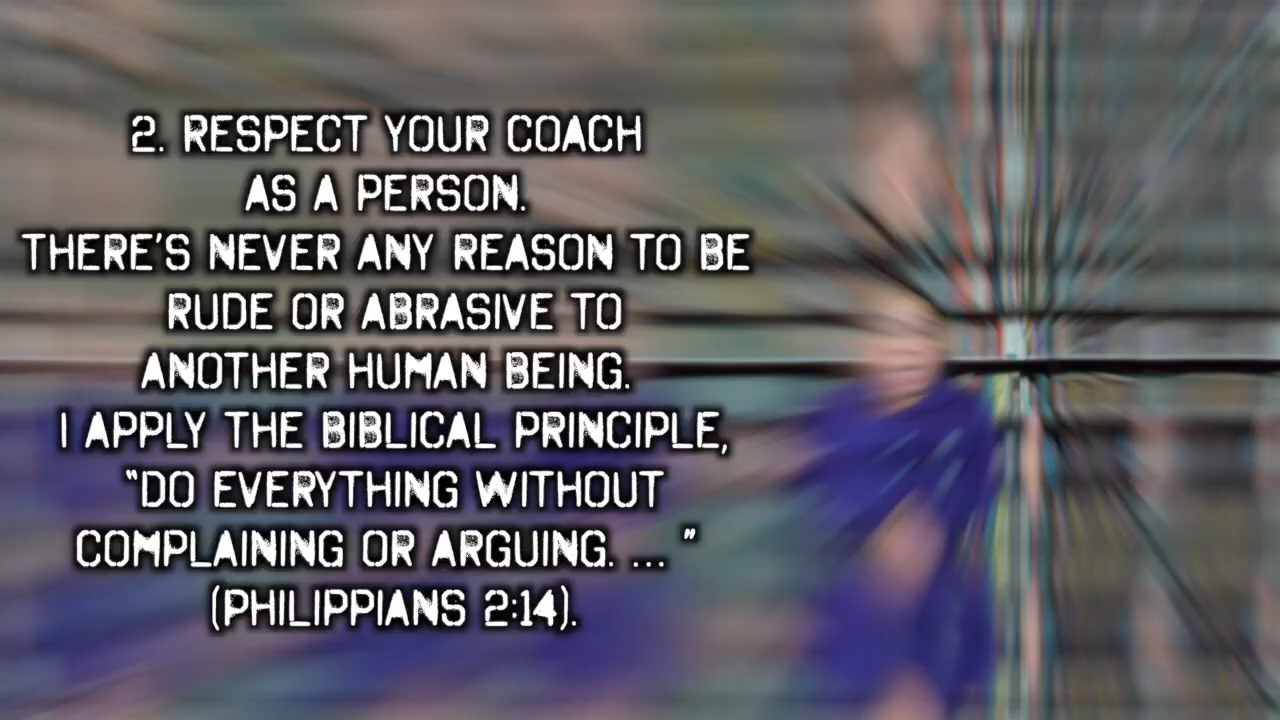 2. RESPECT YOUR COACH
AS A PERSON.
THERE'S NEVER ANY REASON TO BE
RUDE OR ABRASIVE TO
ANOTHER HUMAN BEING.
I APPLY THE BIBLICAL PRINCIPLE,
"DO EVERYTHING WITHOUT
COMPLAINING OR ARGUING. ... "
(PHILIPPIANS 2:14).